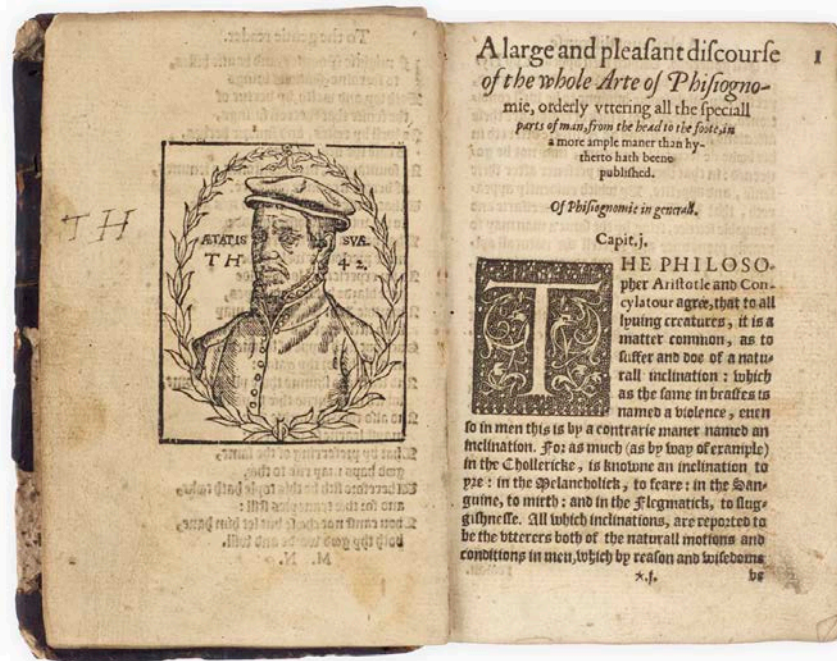 TH
ÆTATIS SVÆ
TH 42.
A large and pleaſant diſcourſe 1
of the whole Arte of Phiſiogno-
mie, orderly vttering all the ſpeciall
parts of man, from the head to the foote, in
a more ample maner than hy-
therto hath beene
publiſhed.
Of Phiſiognomie in generall.
Capit.j.
THE PHILOSO-
pher Ariſtotle and Con-
cylatour agree, that to all
lyuing creatures, it is a
matter common, as to
ſuffer and doe of a natu-
rall inclination : which
as the ſame in beaſtes is
named a violence, euen
ſo in men this is by a contrarie maner named an
inclination. For as much (as by way of example)
in the Chollericke, is knowne an inclination to
yre : in the Melancholick, to feare : in the San-
guine, to mirth : and in the Flegmatick, to ſlug-
giſhneſſe. All which inclinations, are reported to
be the vtterers both of the naturall motions and
conditions in men, which by reaſon and wiſedome
*.j. vs